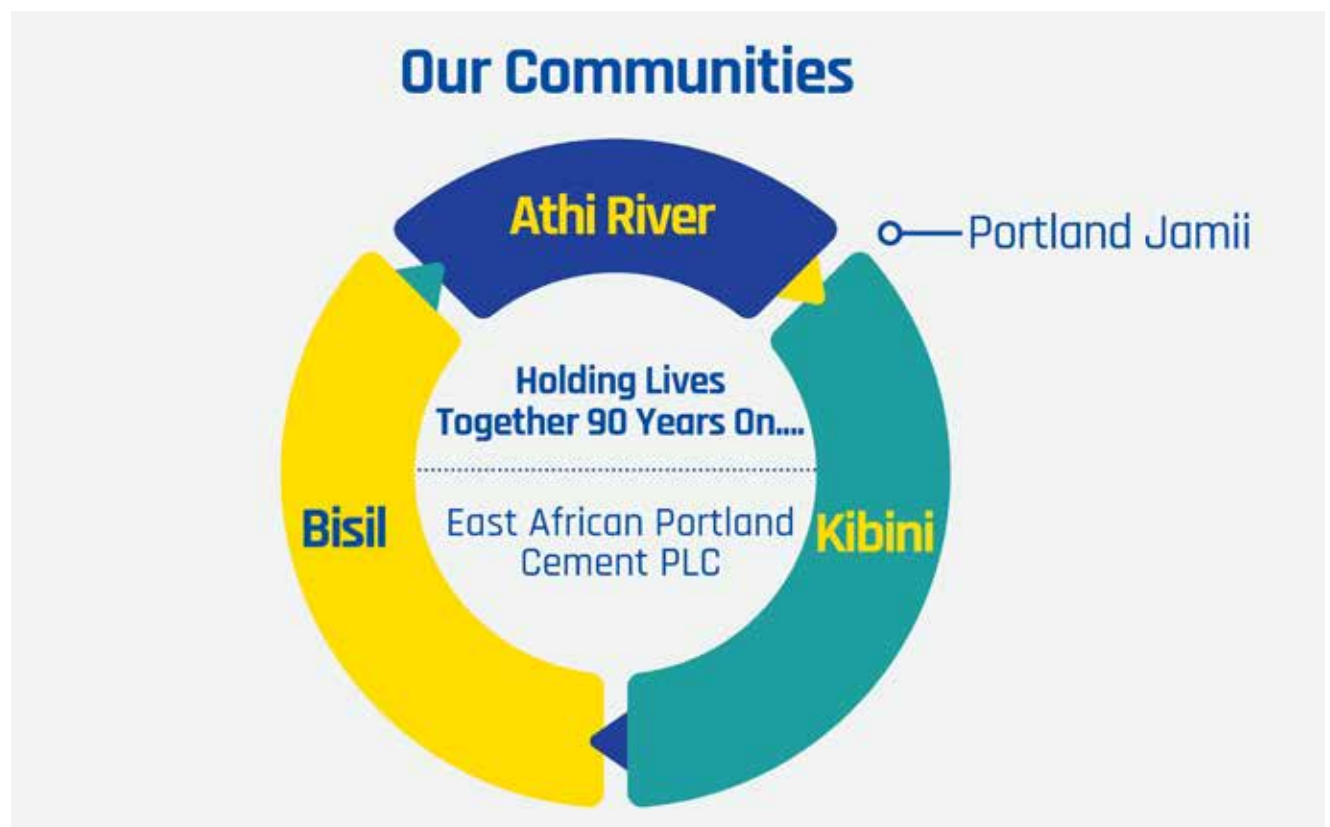 Our Communities
Athi River
Portland Jamii
Holding Lives
Together 90 Years On....
Bisil
East African Portland
Cement PLC
Kibini